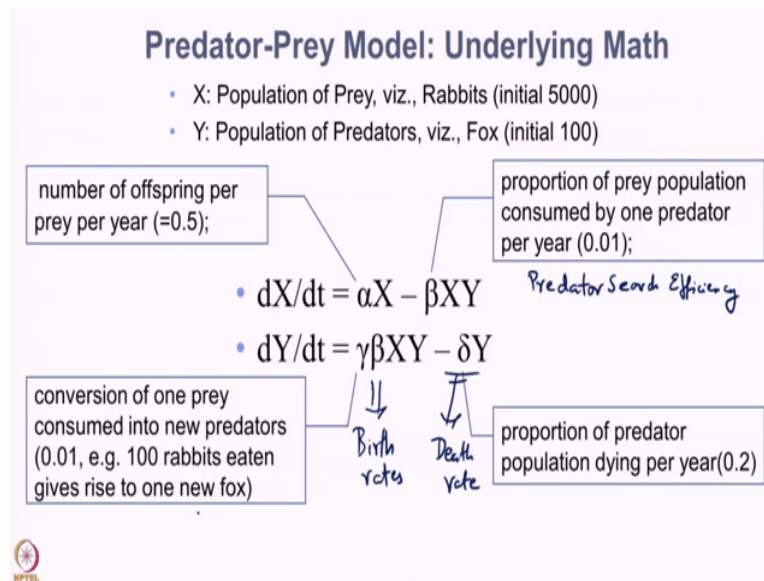 Predator-Prey Model: Underlying Math
• X: Population of Prey, viz., Rabbits (initial 5000)
• Y: Population of Predators, viz., Fox (initial 100)
number of offspring per
prey per year (=0.5);
proportion of prey population
consumed by one predator
per year (0.01);
Predator Search Efficiency
• dX/dt = αX – βXY
• dY/dt = γβXY – δY
conversion of one prey
consumed into new predators
(0.01, e.g. 100 rabbits eaten
gives rise to one new fox)
Birth
rates
Death
rate
proportion of predator
population dying per year(0.2)
NPTEL